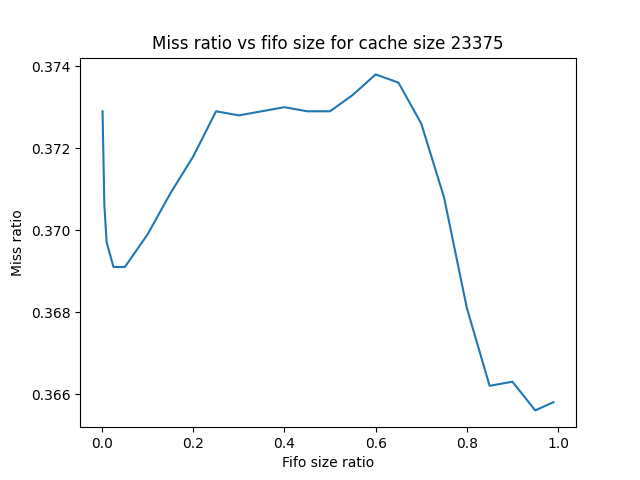 Miss ratio vs fifo size for cache size 23375
0.374
0.372
0.370
0.368
0.366
Miss ratio
0.0 0.2 0.4 0.6 0.8 1.0
Fifo size ratio